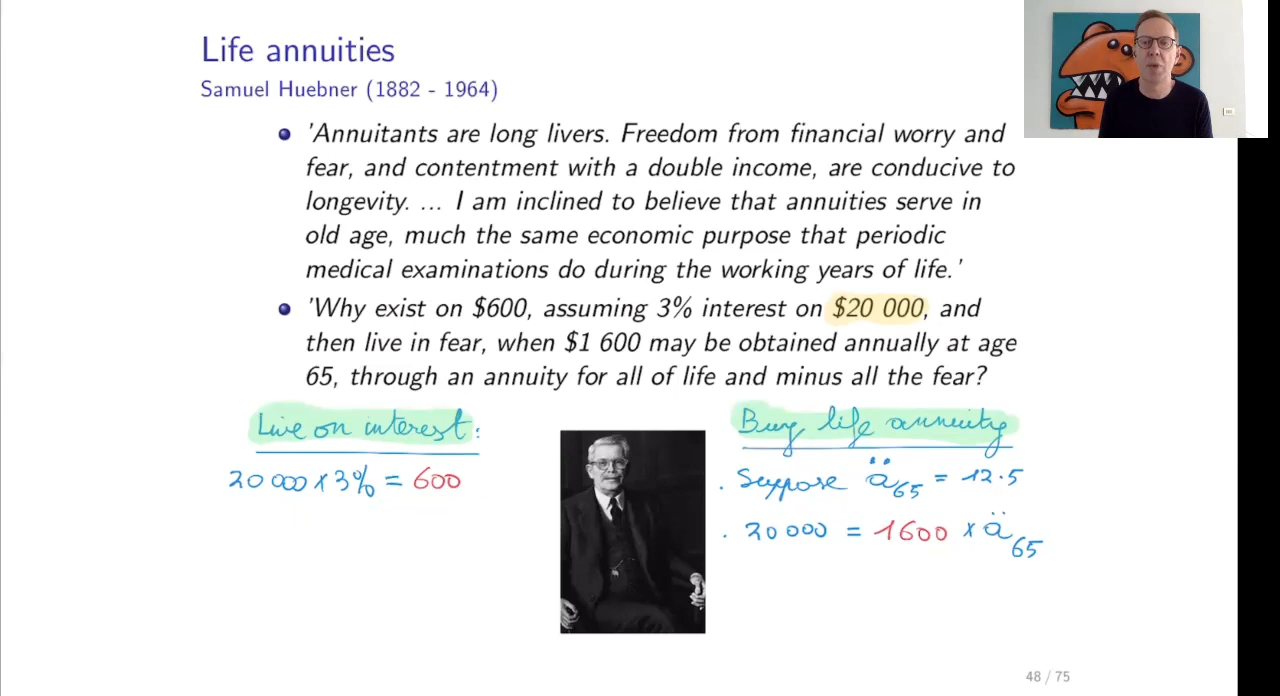 Life annuities
Samuel Huebner (1882 - 1964)
'Annuitants are long livers. Freedom from financial worry and
fear, and contentment with a double income, are conducive to
longevity. ... I am inclined to believe that annuities serve in
old age, much the same economic purpose that periodic
medical examinations do during the working years of life.'
'Why exist on $600, assuming 3% interest on $20 000, and
then live in fear, when $1 600 may be obtained annually at age
65, through an annuity for all of life and minus all the fear?
Live on interest:
20 000 x 3% = 600
Buy life annuity
. Suppose ä65 = 12.5
. 20 000 = 1600 x ä65
48 / 75